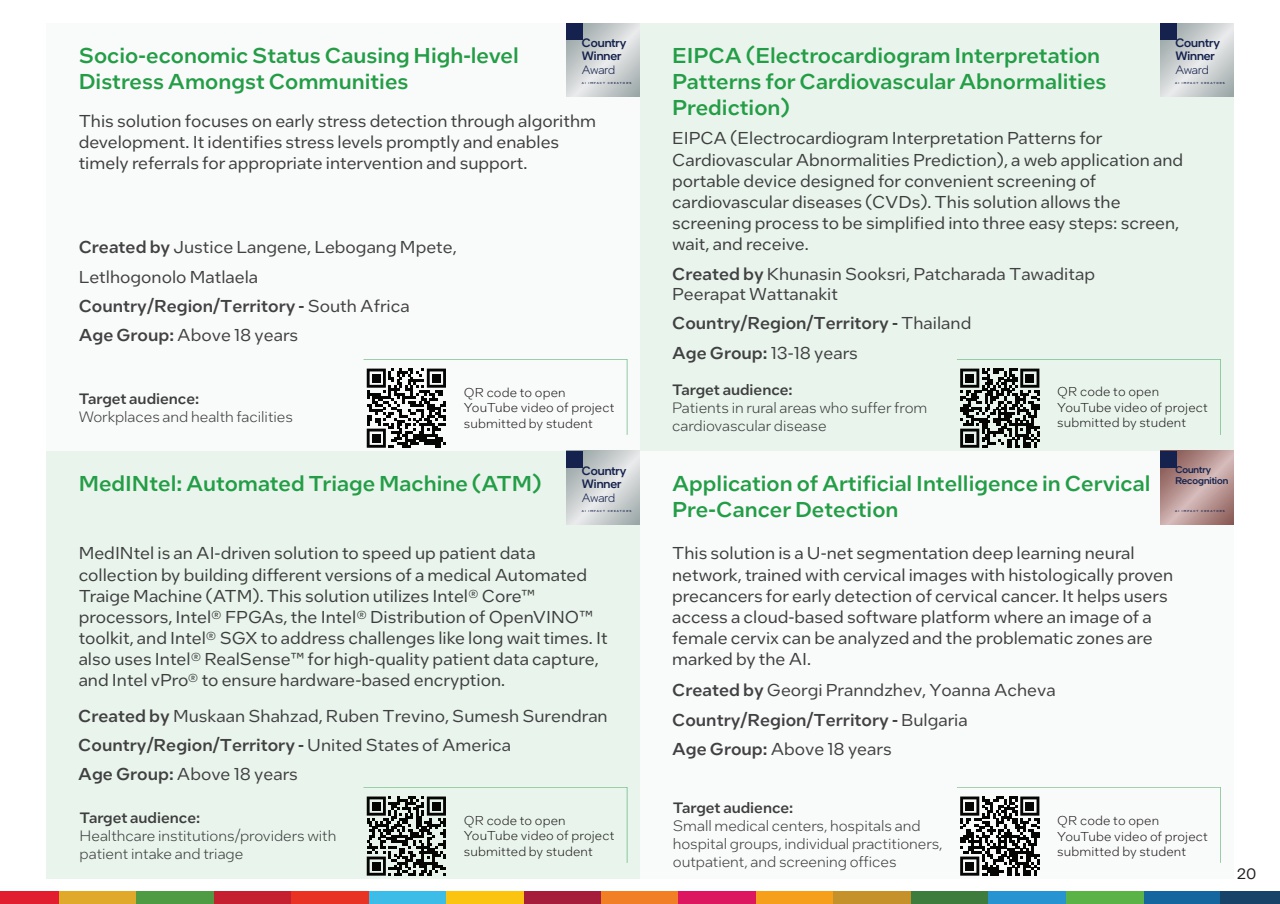 Socio-economic Status Causing High-level
Distress Amongst Communities
Country
Winner
Award
AI IMPACT CREATORS
This solution focuses on early stress detection through algorithm
development. It identifies stress levels promptly and enables
timely referrals for appropriate intervention and support.
Created by Justice Langene, Lebogang Mpete,
Letlhogonolo Matlaela
Country/Region/Territory - South Africa
Age Group: Above 18 years
Target audience:
Workplaces and health facilities
QR code to open
YouTube video of project
submitted by student
EIPCA (Electrocardiogram Interpretation
Patterns for Cardiovascular Abnormalities
Prediction)
Country
Winner
Award
AI IMPACT CREATORS
EIPCA (Electrocardiogram Interpretation Patterns for
Cardiovascular Abnormalities Prediction), a web application and
portable device designed for convenient screening of
cardiovascular diseases (CVDs). This solution allows the
screening process to be simplified into three easy steps: screen,
wait, and receive.
Created by Khunasin Sooksri, Patcharada Tawaditap
Peerapat Wattanakit
Country/Region/Territory - Thailand
Age Group: 13-18 years
Target audience:
Patients in rural areas who suffer from
cardiovascular disease
QR code to open
YouTube video of project
submitted by student
MedINtel: Automated Triage Machine (ATM)
Country
Winner
Award
AI IMPACT CREATORS
MedINtel is an AI-driven solution to speed up patient data
collection by building different versions of a medical Automated
Traige Machine (ATM). This solution utilizes Intel® Core™
processors, Intel® FPGAs, the Intel® Distribution of OpenVINO™
toolkit, and Intel® SGX to address challenges like long wait times. It
also uses Intel® RealSense™ for high-quality patient data capture,
and Intel vPro® to ensure hardware-based encryption.
Created by Muskaan Shahzad, Ruben Trevino, Sumesh Surendran
Country/Region/Territory - United States of America
Age Group: Above 18 years
Target audience:
Healthcare institutions/providers with
patient intake and triage
QR code to open
YouTube video of project
submitted by student
Application of Artificial Intelligence in Cervical
Pre-Cancer Detection
Country
Recognition
AI IMPACT CREATORS
This solution is a U-net segmentation deep learning neural
network, trained with cervical images with histologically proven
precancers for early detection of cervical cancer. It helps users
access a cloud-based software platform where an image of a
female cervix can be analyzed and the problematic zones are
marked by the AI.
Created by Georgi Pranndzhev, Yoanna Acheva
Country/Region/Territory - Bulgaria
Age Group: Above 18 years
Target audience:
Small medical centers, hospitals and
hospital groups, individual practitioners,
outpatient, and screening offices
QR code to open
YouTube video of project
submitted by student
20